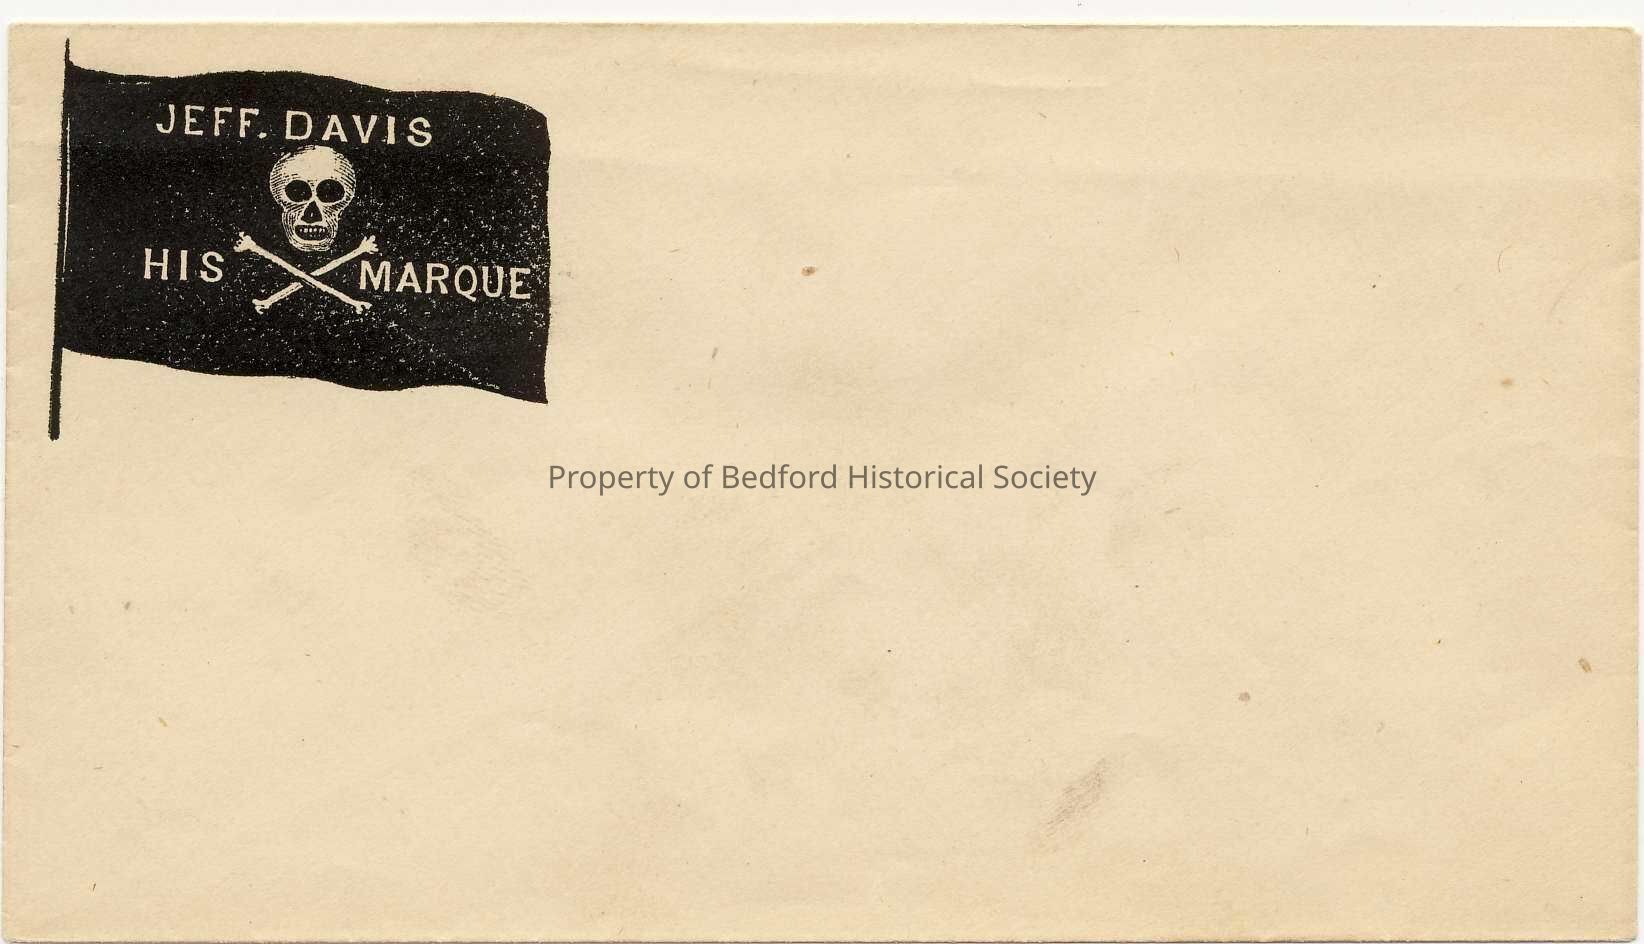 JEFF. DAVIS
HIS MARQUE
Property of Bedford Historical Society